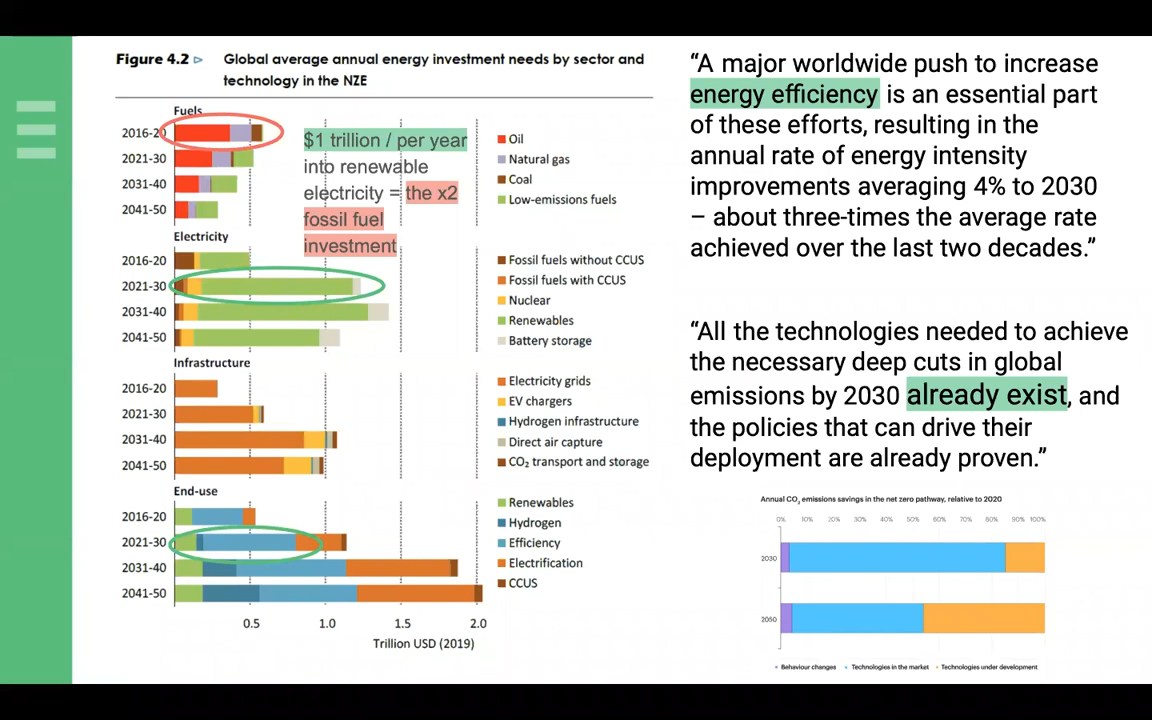 Figure 4.2 ▷ Global average annual energy investment needs by sector and
technology in the NZE
Fuels
2016-20
2021-30
2031-40
2041-50
Oil
Natural gas
Coal
Low-emissions fuels
$1 trillion / per year
into renewable
electricity = the x2
fossil fuel
investment
Electricity
2016-20
2021-30
2031-40
2041-50
Fossil fuels without CCUS
Fossil fuels with CCUS
Nuclear
Renewables
Battery storage
Infrastructure
2016-20
2021-30
2031-40
2041-50
Electricity grids
EV chargers
Hydrogen infrastructure
Direct air capture
CO₂ transport and storage
End-use
2016-20
2021-30
2031-40
2041-50
Renewables
Hydrogen
Efficiency
Electrification
CCUS
0.5 1.0 1.5 2.0
Trillion USD (2019)
“A major worldwide push to increase
energy efficiency is an essential part
of these efforts, resulting in the
annual rate of energy intensity
improvements averaging 4% to 2030
– about three-times the average rate
achieved over the last two decades.”
“All the technologies needed to achieve
the necessary deep cuts in global
emissions by 2030 already exist, and
the policies that can drive their
deployment are already proven.”
Annual CO₂ emissions savings in the net zero pathway, relative to 2020
0% 10% 20% 30% 40% 50% 60% 70% 80% 90% 100%
2030
2050
Behaviour changes Technologies in the market Technologies under development